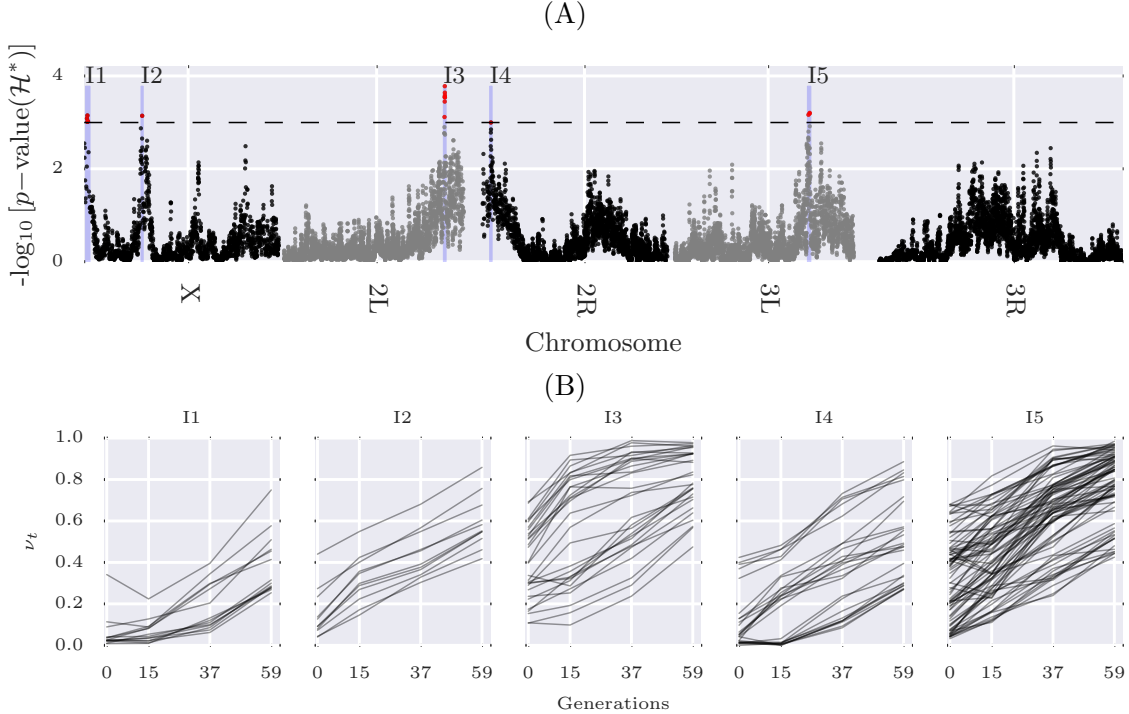 (A)
-log10[p−value(ℋ*)]
4
2
0
I1 I2 I3 I4 I5
X 2L 2R 3L 3R
Chromosome
(B)
I1 I2 I3 I4 I5
νt
1.0
0.8
0.6
0.4
0.2
0.0
0 15 37 59 0 15 37 59 0 15 37 59 0 15 37 59 0 15 37 59
Generations